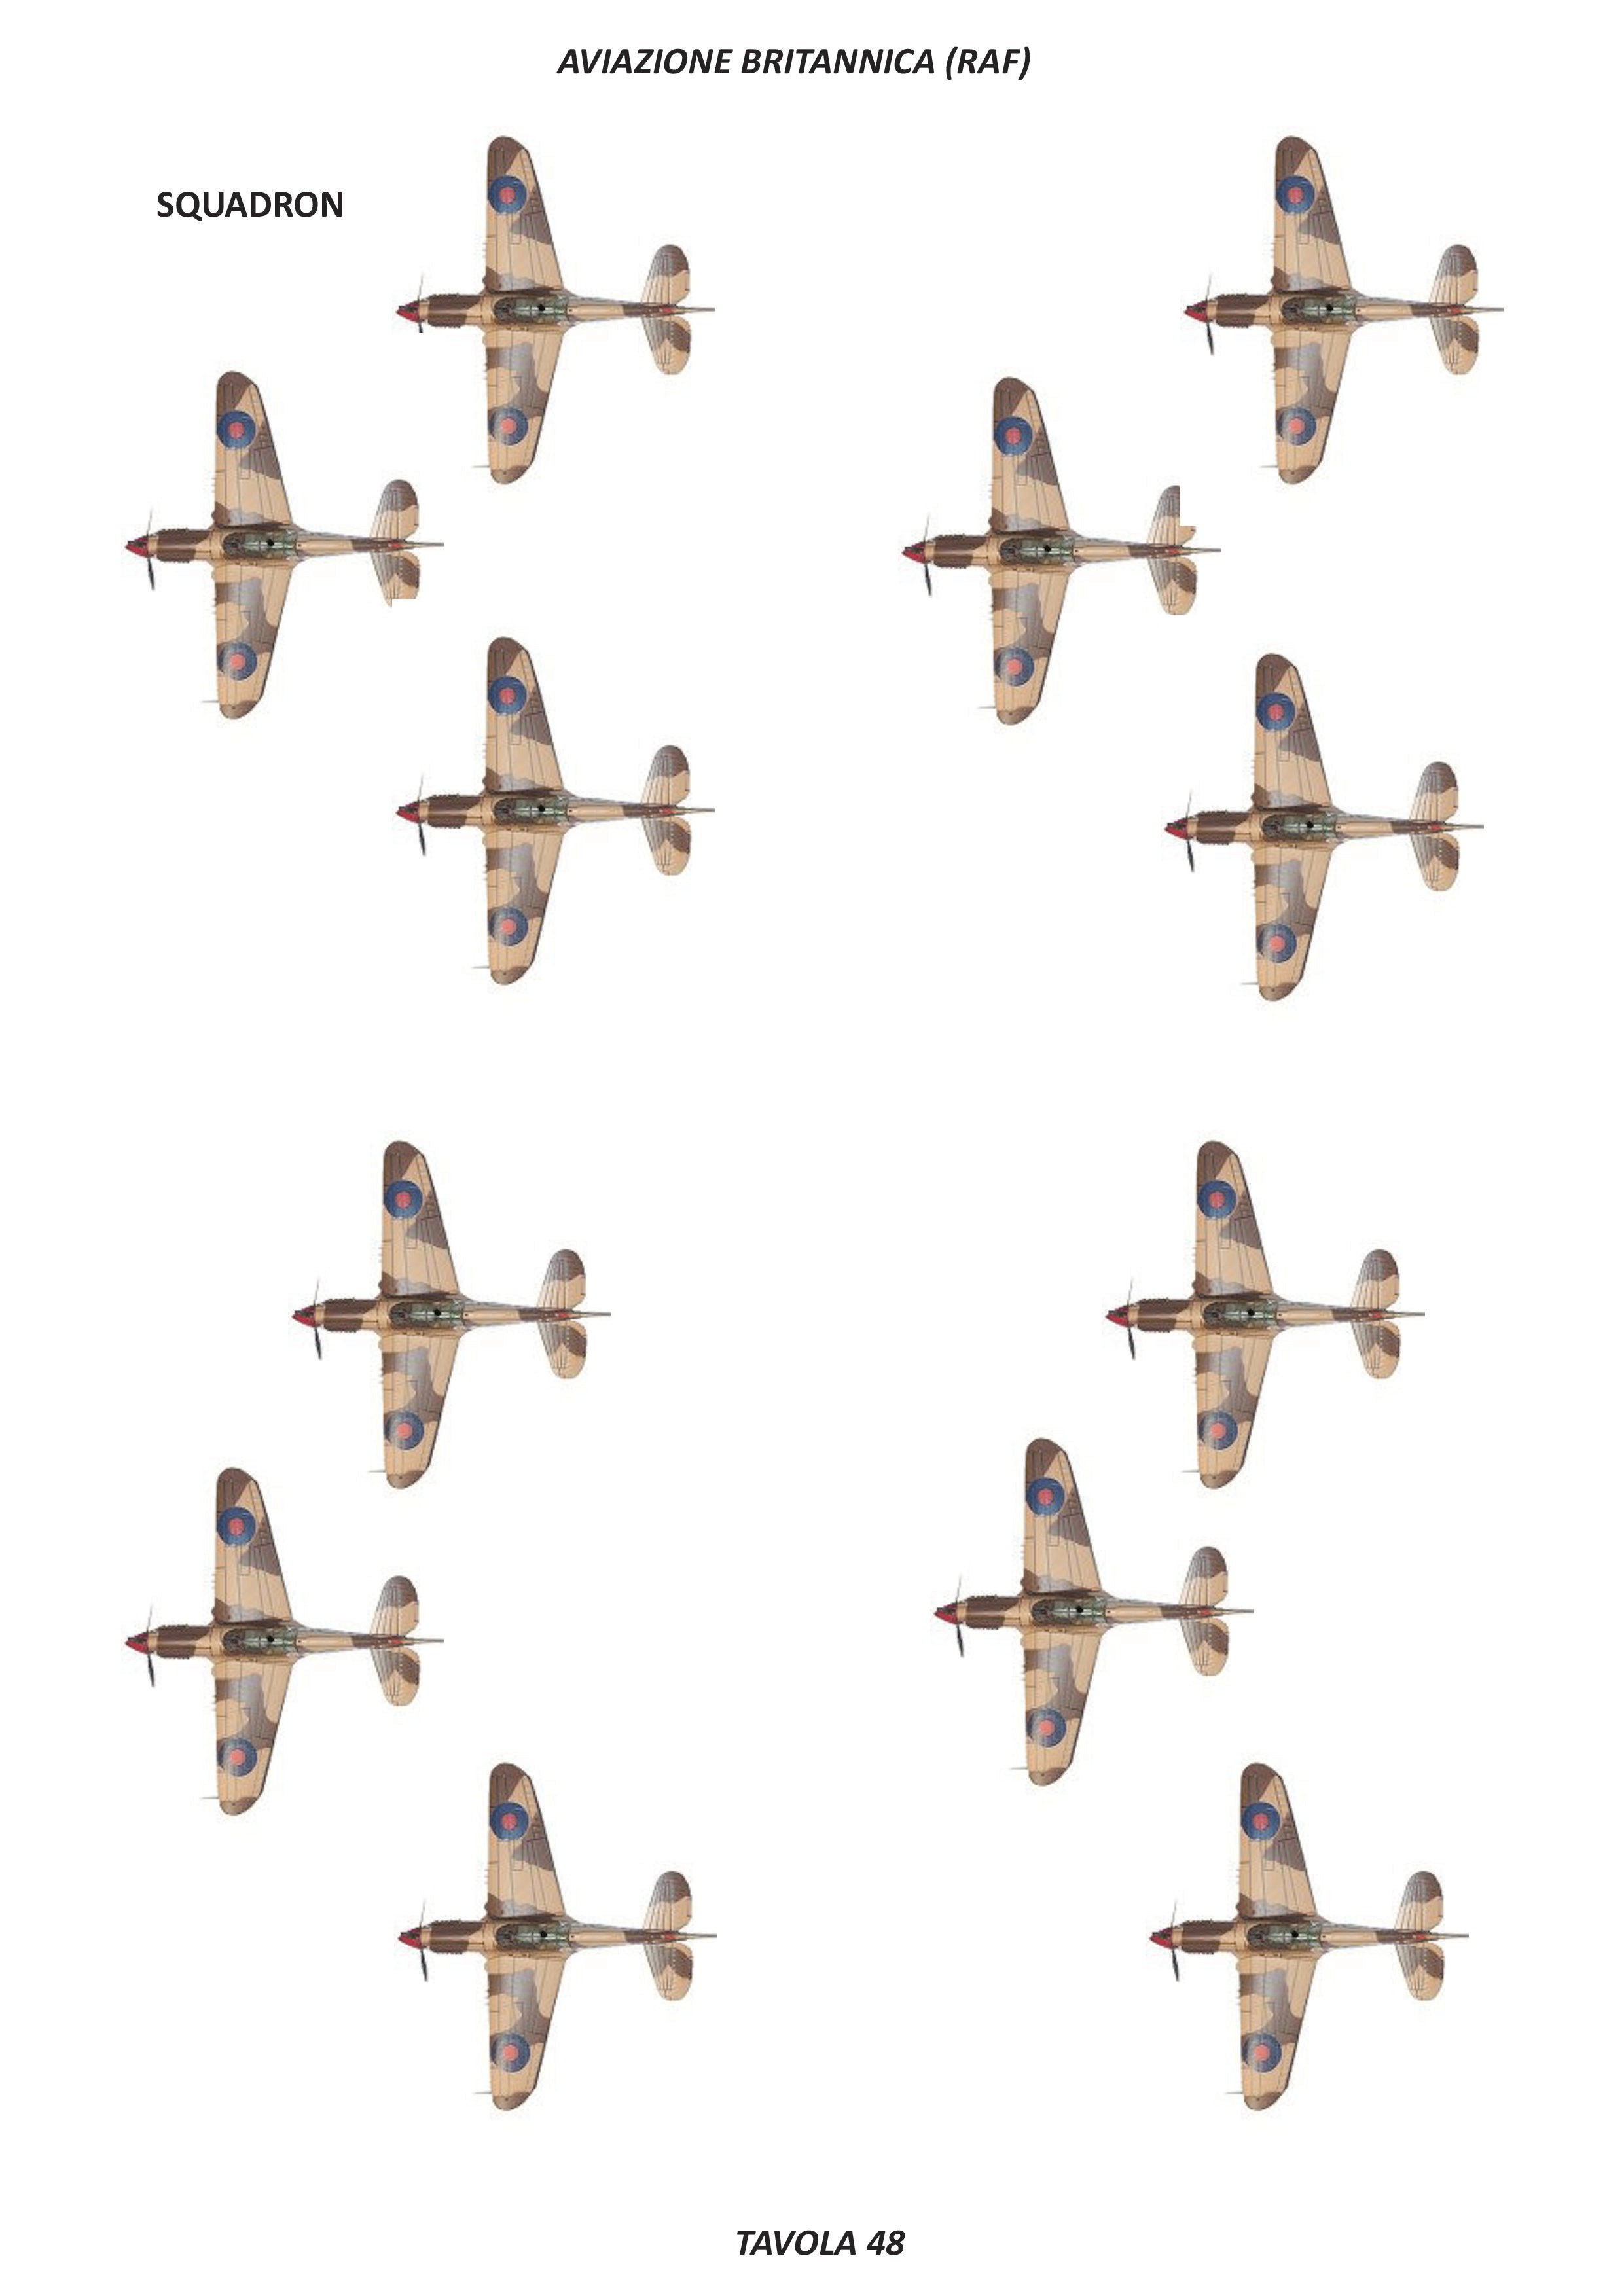 AVIAZIONE BRITANNICA (RAF)
SQUADRON
TAVOLA 48